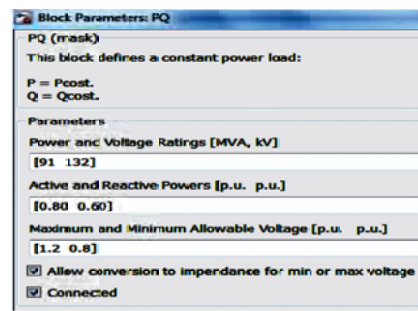 Block Parameters: PQ
PQ (mask)
This block defines a constant power load:
P = Pcost.
Q = Qcost.
Parameters
Power and Voltage Ratings [MVA, kV]
[91 132]
Active and Reactive Powers [p.u. p.u.]
[0.80 0.60]
Maximum and Minimum Allowable Voltage [p.u. p.u.]
[1.2 0.8]
Allow conversion to impendance for min or max voltage
Connected